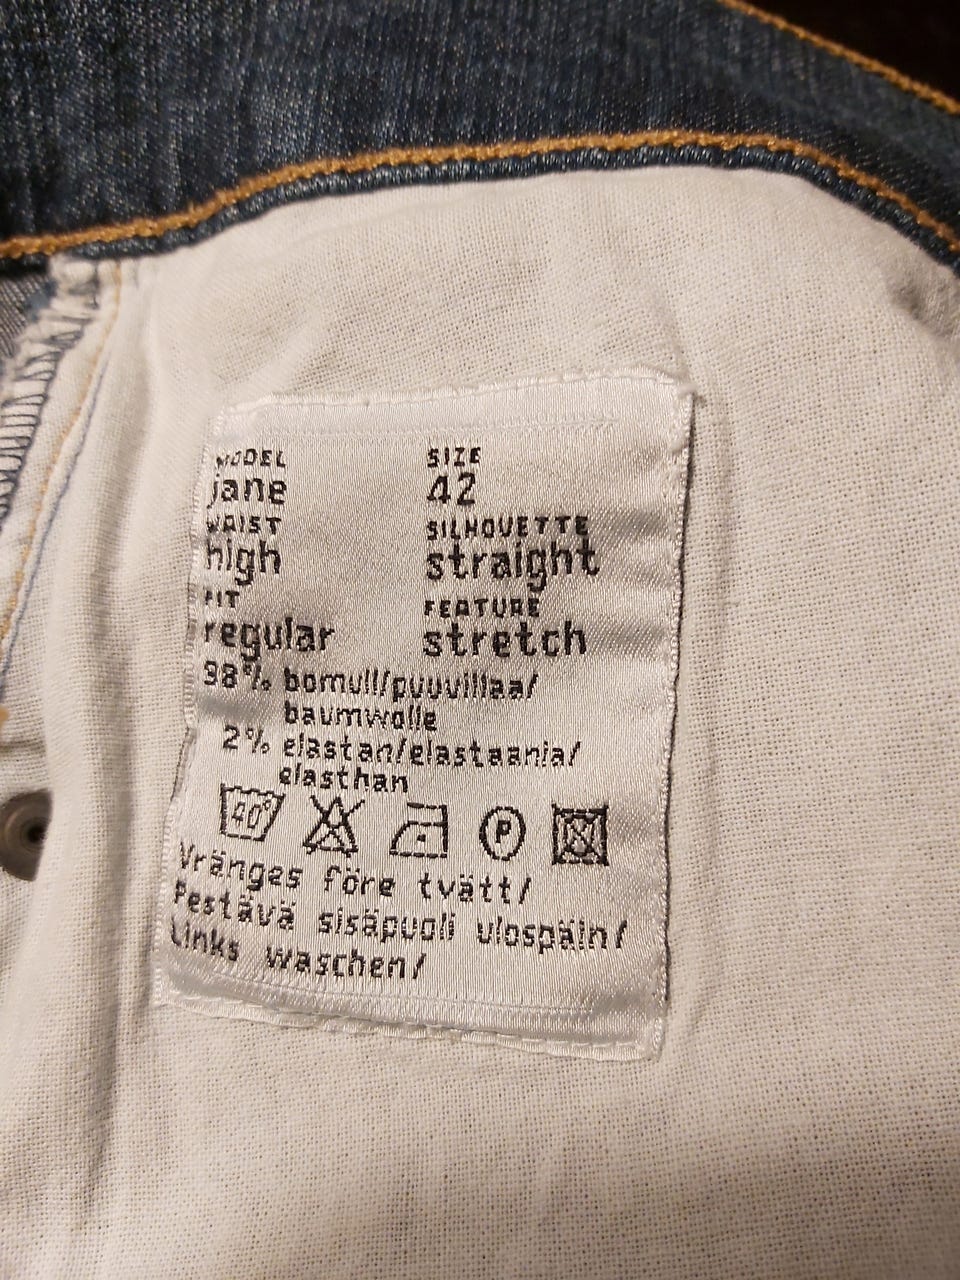 MODEL SIZE
jane 42
WAIST SILHOUETTE
high straight
FIT FEATURE
regular stretch
98% bomull/puuvillaa/
baumwolle
2% elastan/elastaania/
elasthan
40° P
Vränges före tvätt/
Pestävä sisäpuoli ulospäin/
Links waschen/